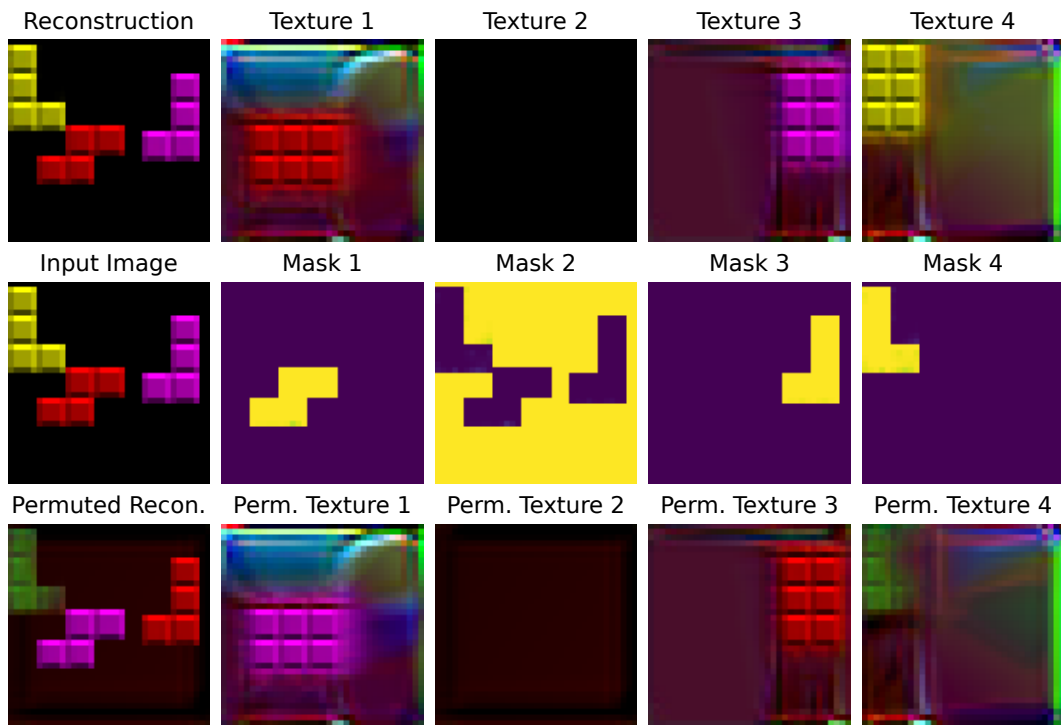 Reconstruction Texture 1 Texture 2 Texture 3 Texture 4
Input Image Mask 1 Mask 2 Mask 3 Mask 4
Permuted Recon. Perm. Texture 1 Perm. Texture 2 Perm. Texture 3 Perm. Texture 4